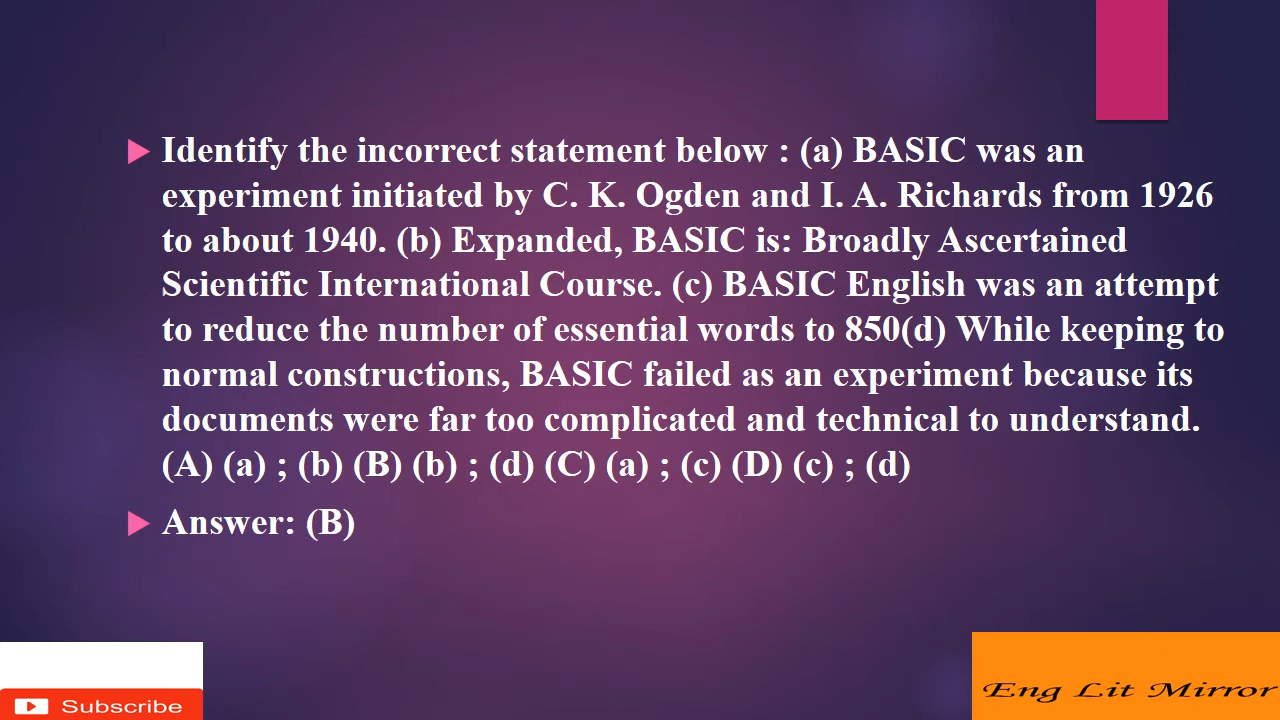 Identify the incorrect statement below : (a) BASIC was an
experiment initiated by C. K. Ogden and I. A. Richards from 1926
to about 1940. (b) Expanded, BASIC is: Broadly Ascertained
Scientific International Course. (c) BASIC English was an attempt
to reduce the number of essential words to 850(d) While keeping to
normal constructions, BASIC failed as an experiment because its
documents were far too complicated and technical to understand.
(A) (a) ; (b) (B) (b) ; (d) (C) (a) ; (c) (D) (c) ; (d)
Answer: (B)
Subscribe
Eng Lit Mirror